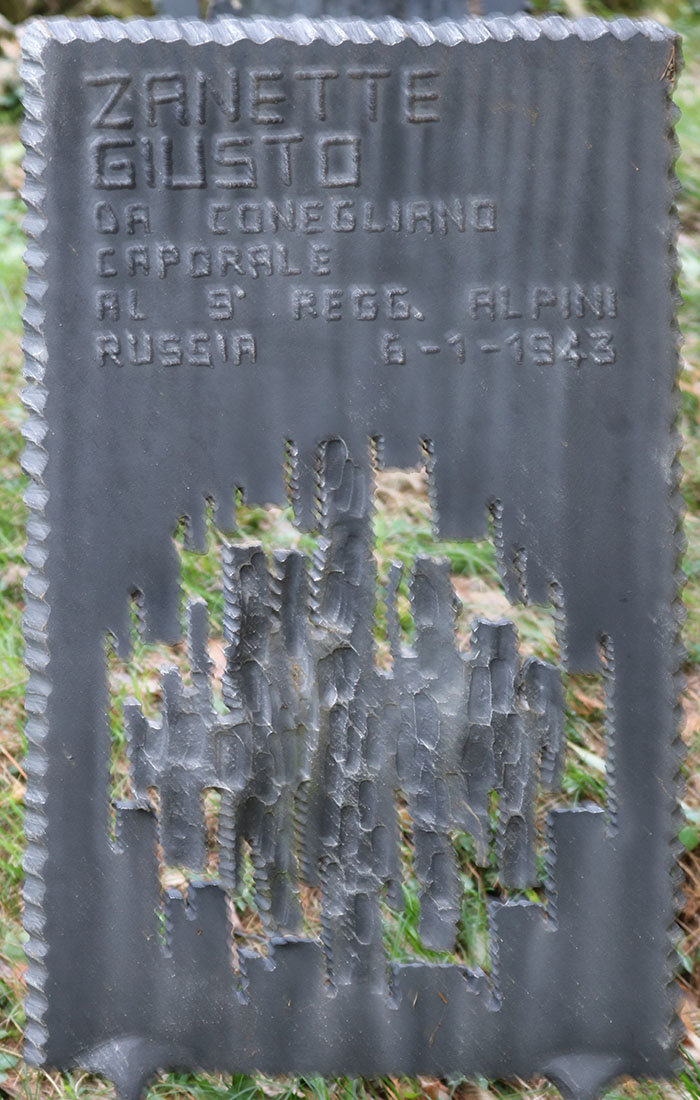 ZANETTE
GIUSTO
DA CONEGLIANO
CAPORALE
AL 9° REGG. ALPINI
RUSSIA 6-1-1943